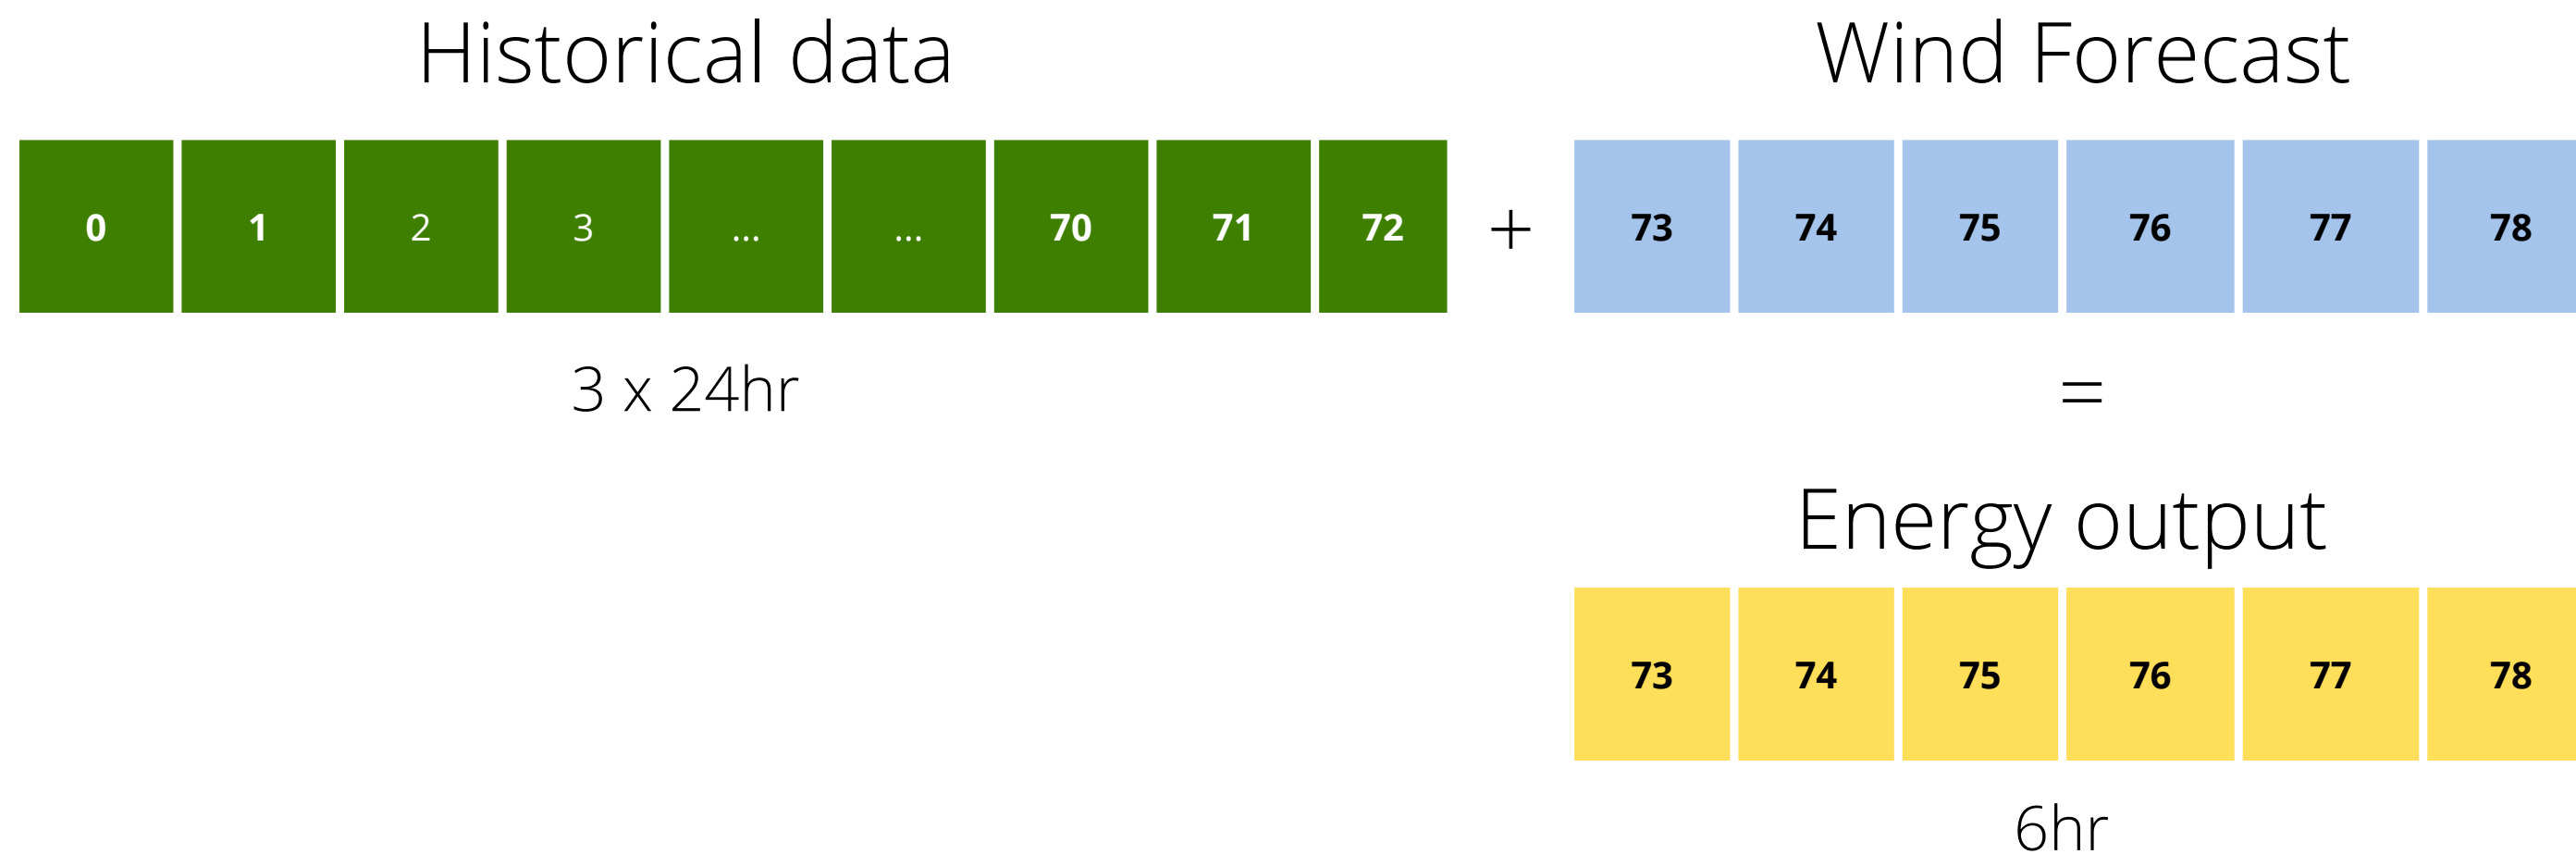 Historical data
Wind Forecast
0 1 2 3 ... ... 70 71 72 + 73 74 75 76 77 78
3 x 24hr
=
Energy output
73 74 75 76 77 78
6hr